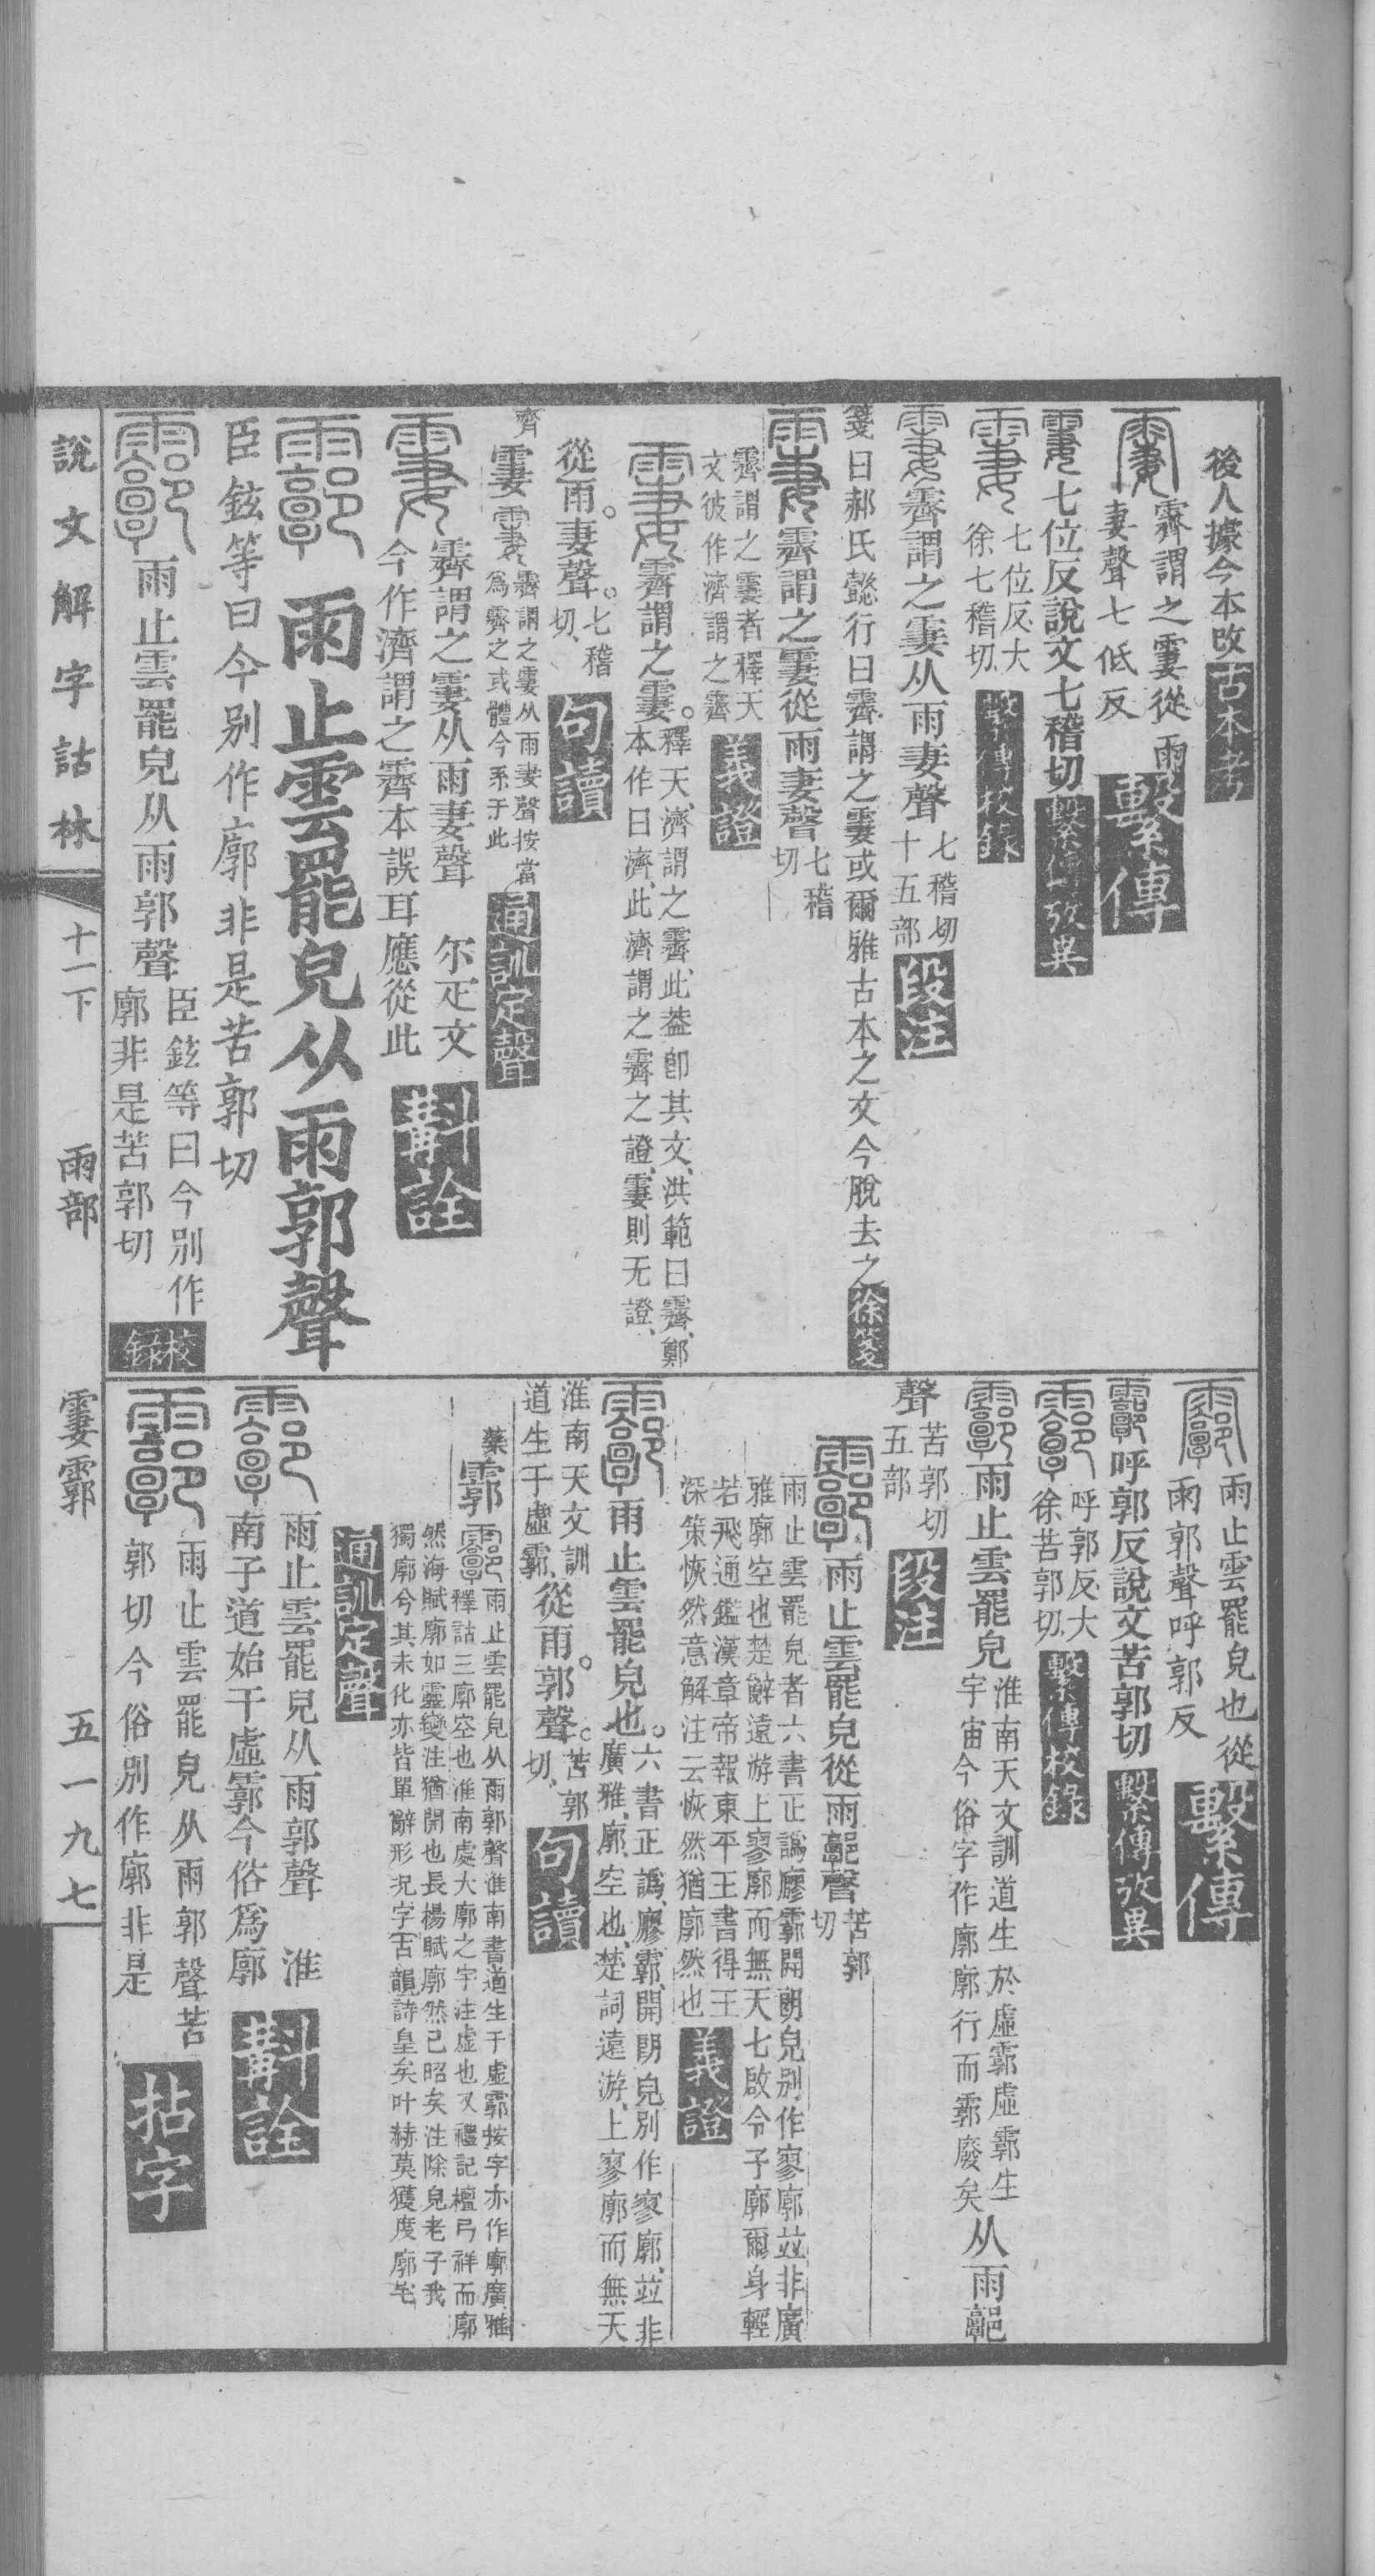 後人據今本改古本考
霽謂之霎從雨
妻聲七低反
繫傳
七位反說文七稽切繫傳攷異
七位反大
徐七稽切
繫傳校錄
霽謂之霋从雨妻聲
七稽切
十五部
段注
箋曰郝氏懿行曰霽謂之霋或爾雅古本之文今脫去之徐箋
霽謂之霋從雨妻聲
七稽
切
霽謂之霋者釋天
文彼作濟謂之霽
義證
霽謂之霋。
釋天濟謂之霽、此葢卽其文、洪範曰霽、鄭
本作曰濟、此濟謂之霽之證、霋則无證、
從雨。妻聲。
七稽
切、
句讀
齊
霋
霽謂之霋从雨妻聲按當
爲霽之或體今系于此
通訓定聲
霽謂之霋从雨妻聲 尔疋文
今作濟謂之霽本誤耳應從此
斠詮
霩 雨止雲罷皃从雨郭聲
臣鉉等曰今別作廓非是苦郭切
雨止雲罷皃从雨郭聲
臣鉉等曰今別作
廓非是苦郭切
校錄
雨止雲罷皃也從
雨郭聲呼郭反
繫傳
呼郭反說文苦郭切繫傳攷異
呼郭反大
徐苦郭切
繫傳校錄
雨止雲罷皃
淮南天文訓道生於虛霩虛霩生
宇宙今俗字作廓廓行而霩廢矣
从雨𩫏
聲
苦郭切
五部
段注
雨止雲罷皃從雨𩫏聲
苦郭
切
雨止雲罷皃者六書正譌廫霩開朗皃別作寥廓竝非廣
雅廓空也楚辭遠游上寥廓而無天七啟令子廓爾身輕
若飛通鑑漢章帝報東平王書得王
深策恢然意解注云恢然猶廓然也
義證
雨止雲罷皃也。
六書正譌、廫霩、開朗皃別作寥廓、竝非
廣雅、廓、空也、楚詞遠游、上寥廓而無天
淮南天文訓
道生于虛霩、
從雨。郭聲。
苦郭
切、
句讀
藥
霩
雨止雲罷皃从雨郭聲淮南書道生于虛霩按字亦作廓廣雅
釋詁三廓空也淮南處大廓之宇注虛也又禮記檀弓祥而廓
然海賦廓如靈變注猶開也長楊賦廓然已昭矣注除皃老子我
獨廓兮其未化亦皆單辭形況字古韻詩皇矣叶赫莫獲度廓宅
通訓定聲
雨止雲罷皃从雨郭聲 淮
南子道始于虛霩今俗爲廓
斠詮
雨止雲罷皃从雨郭聲苦
郭切今俗別作廓非是
拈字
說文解字詁林 十一下 雨部 霋霩 五一九七